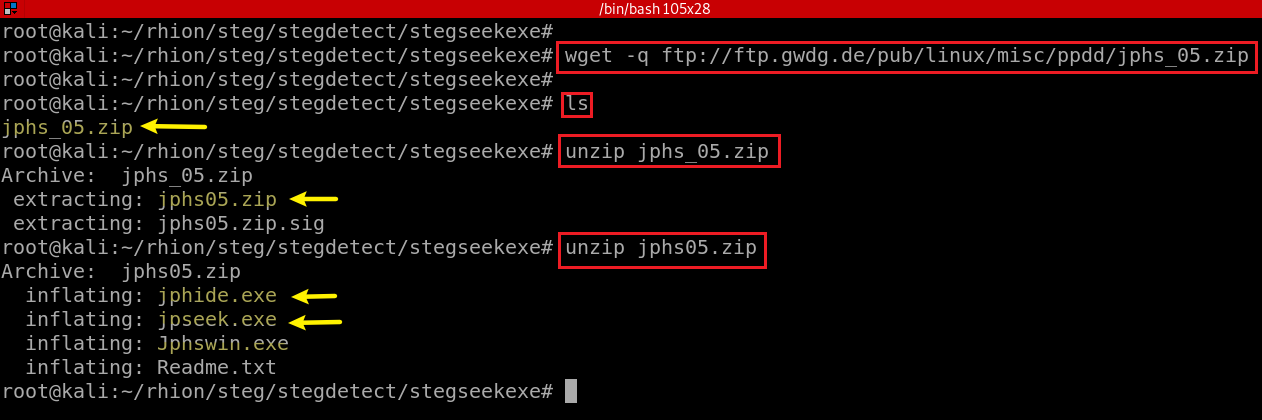 /bin/bash 105x28
root@kali:~/rhion/steg/stegdetect/stegseekexe#
root@kali:~/rhion/steg/stegdetect/stegseekexe# wget -q ftp://ftp.gwdg.de/pub/linux/misc/ppdd/jphs_05.zip
root@kali:~/rhion/steg/stegdetect/stegseekexe#
root@kali:~/rhion/steg/stegdetect/stegseekexe# ls
jphs_05.zip
root@kali:~/rhion/steg/stegdetect/stegseekexe# unzip jphs_05.zip
Archive:  jphs_05.zip
 extracting: jphs05.zip
 extracting: jphs05.zip.sig
root@kali:~/rhion/steg/stegdetect/stegseekexe# unzip jphs05.zip
Archive:  jphs05.zip
  inflating: jphide.exe
  inflating: jpseek.exe
  inflating: Jphswin.exe
  inflating: Readme.txt
root@kali:~/rhion/steg/stegdetect/stegseekexe#